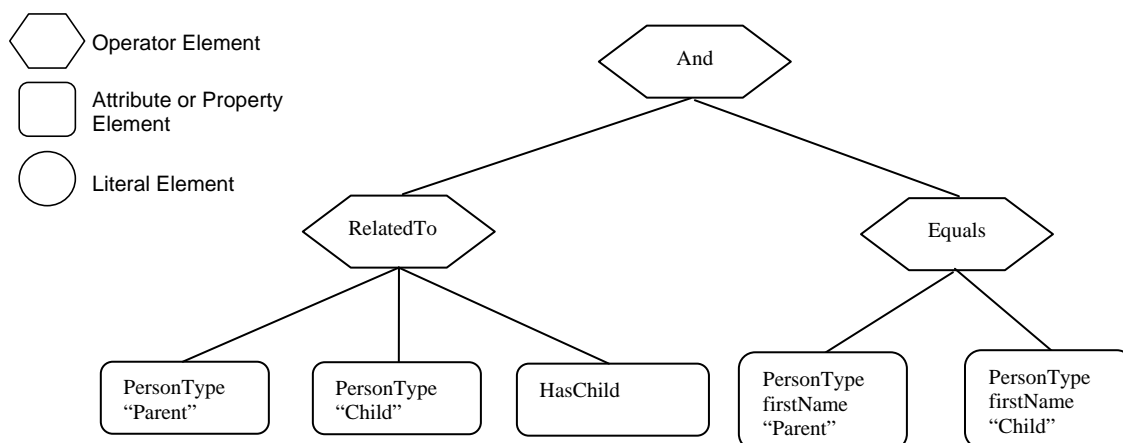 Operator Element
Attribute or Property
Element
Literal Element
And
RelatedTo
Equals
PersonType
“Parent”
PersonType
“Child”
HasChild
PersonType
firstName
“Parent”
PersonType
firstName
“Child”